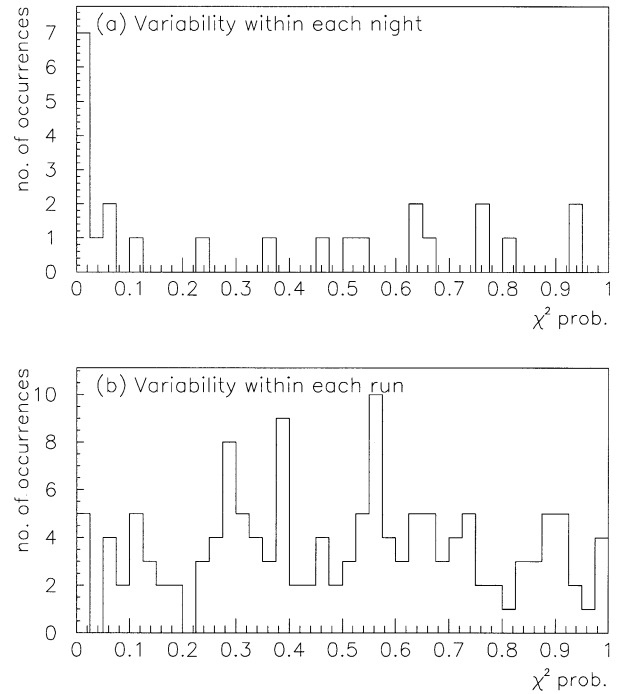 (a) Variability within each night
no. of occurrences
7
6
5
4
3
2
1
0
0 0.1 0.2 0.3 0.4 0.5 0.6 0.7 0.8 0.9 1
χ² prob.
(b) Variability within each run
no. of occurrences
10
8
6
4
2
0
0 0.1 0.2 0.3 0.4 0.5 0.6 0.7 0.8 0.9 1
χ² prob.